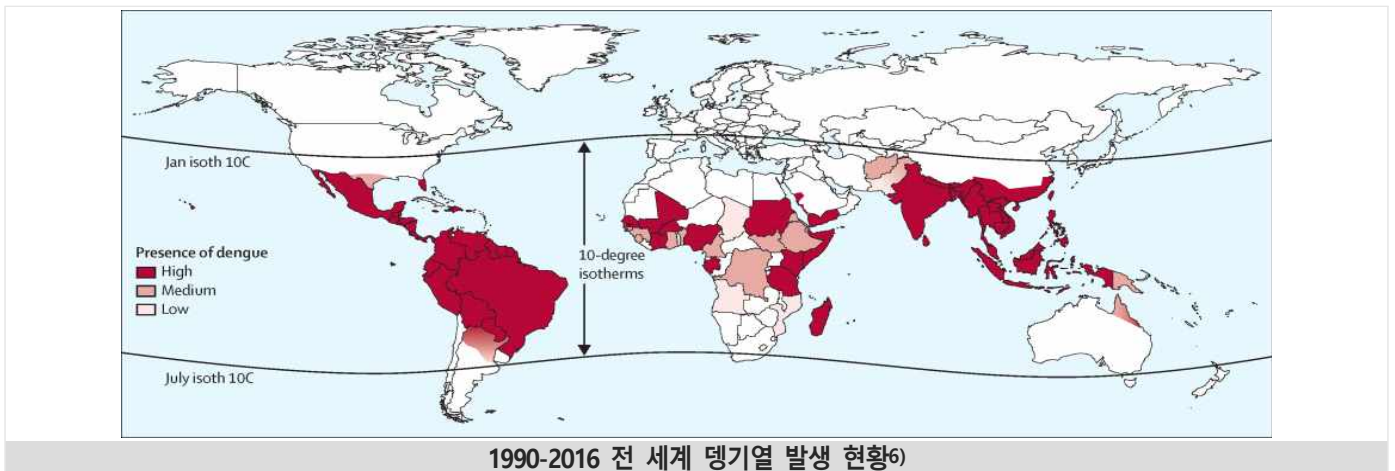 Jan isoth 10C
10-degree
isotherms
Presence of dengue
High
Medium
Low
July isoth 10C
1990-2016 전 세계 뎅기열 발생 현황6)